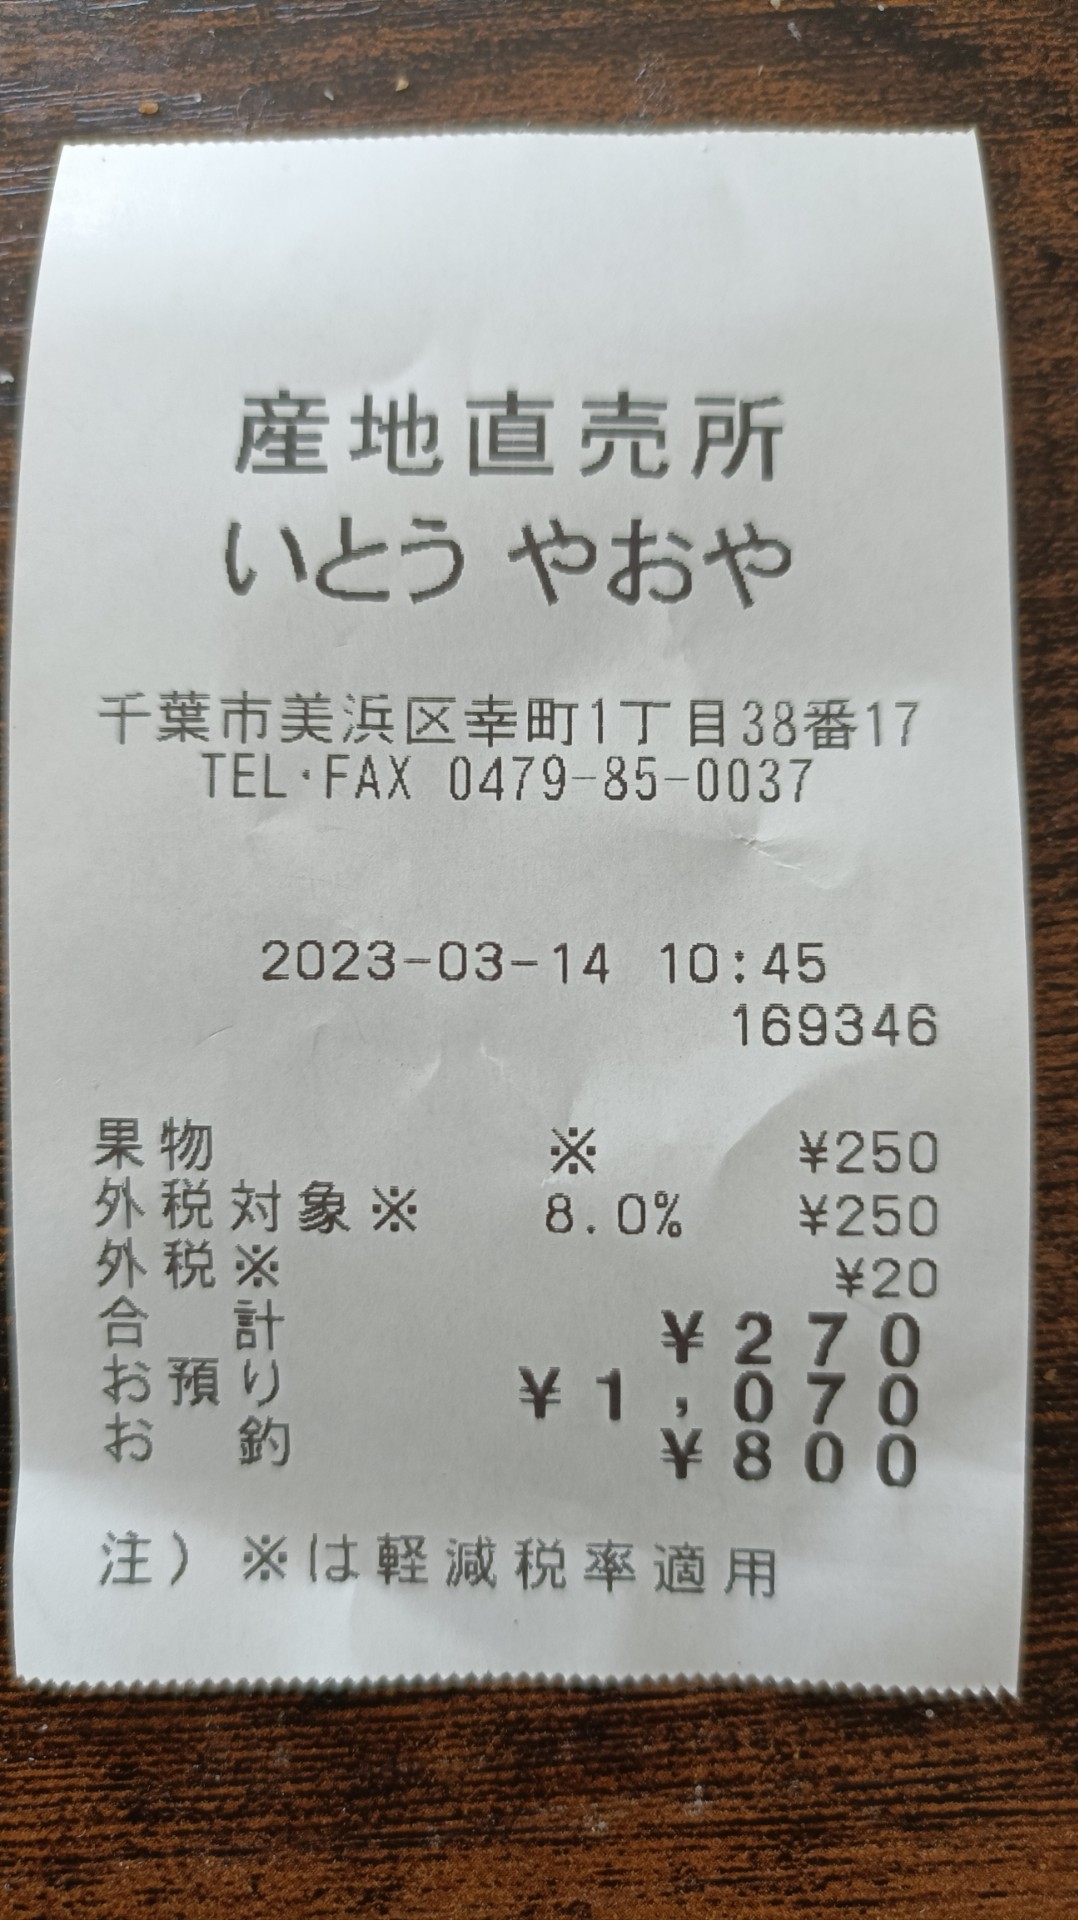 産地直売所
いとう やおや
千葉市美浜区幸町1丁目38番17
TEL·FAX 0479-85-0037
2023-03-14 10:45
169346
果物 ※ ¥250
外税対象※ 8.0% ¥250
外税※ ¥20
合計 ¥270
お預り ¥1,070
お釣 ¥800
注）※は軽減税率適用